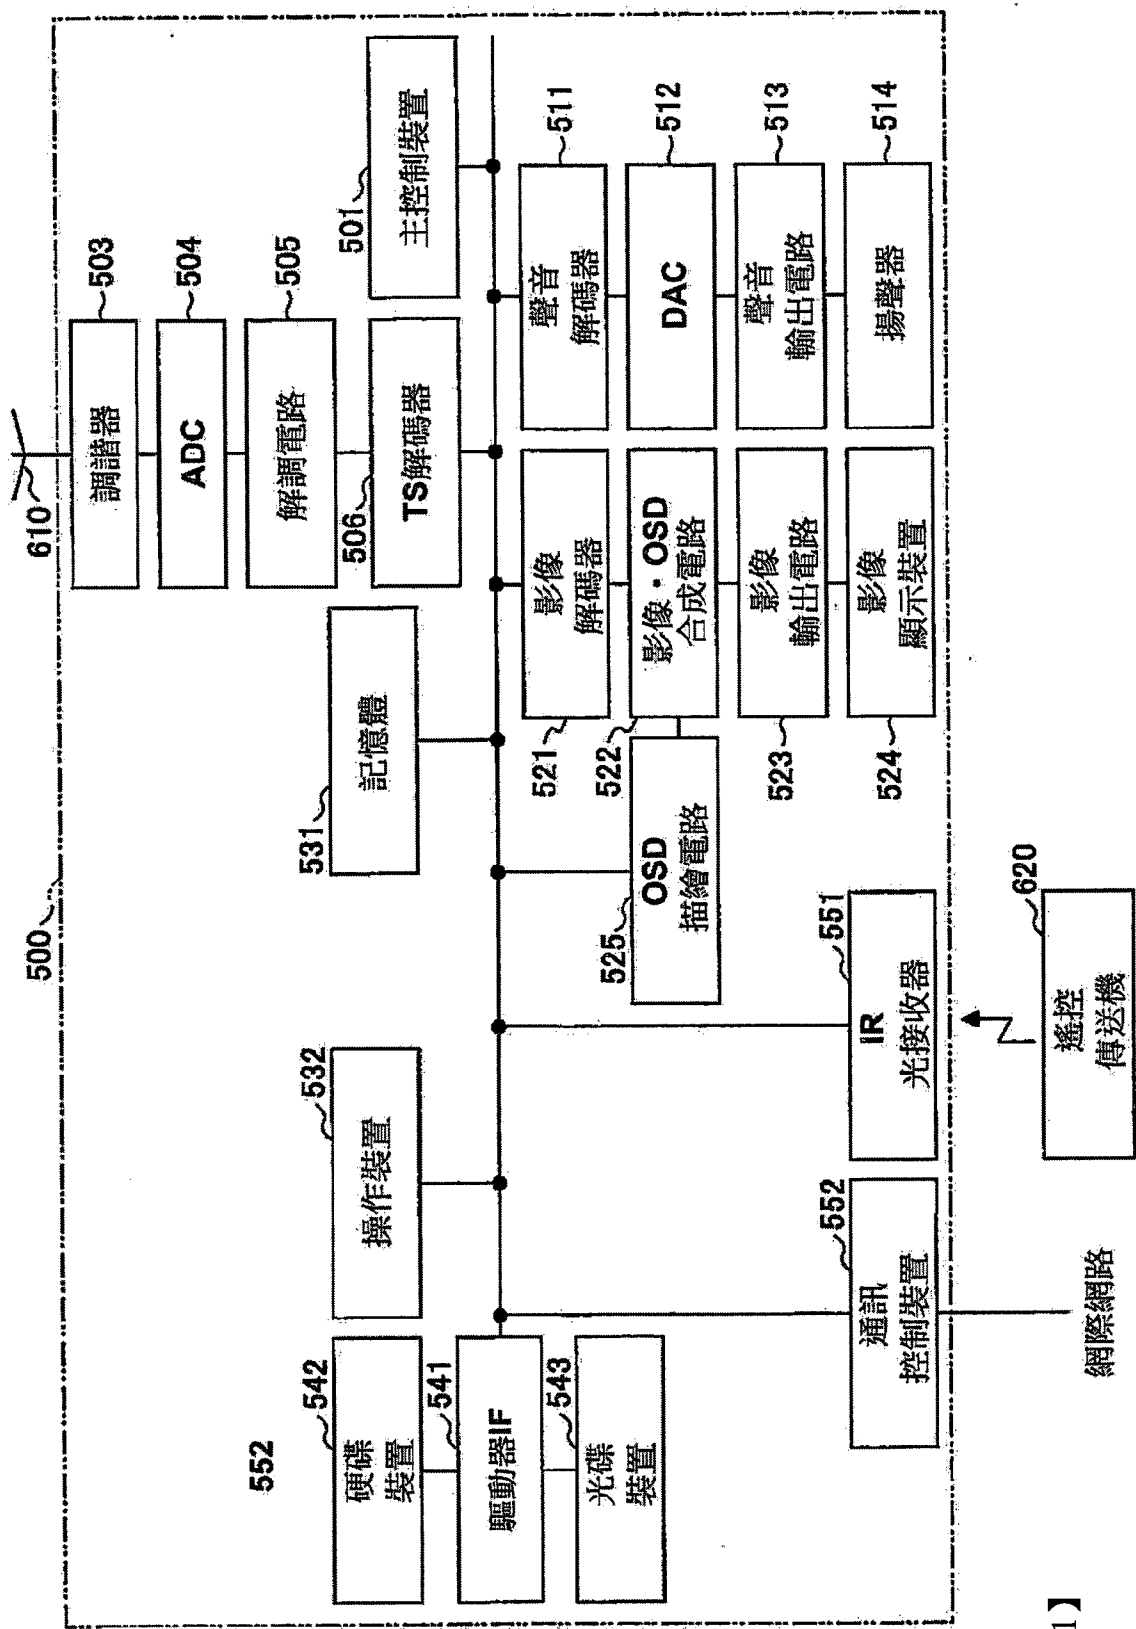 500
610
552
硬碟
裝置
542
驅動器IF
541
光碟
裝置
543
操作裝置
532
記憶體
531
調諧器
503
ADC
504
解調電路
505
TS解碼器
506
主控制裝置
501
OSD
描繪電路
525
影像
解碼器
521
影像・OSD
合成電路
522
影像
輸出電路
523
影像
顯示裝置
524
聲音
解碼器
511
DAC
512
聲音
輸出電路
513
揚聲器
514
通訊
控制裝置
552
IR
光接收器
551
遙控
傳送機
620
網際網路
1】